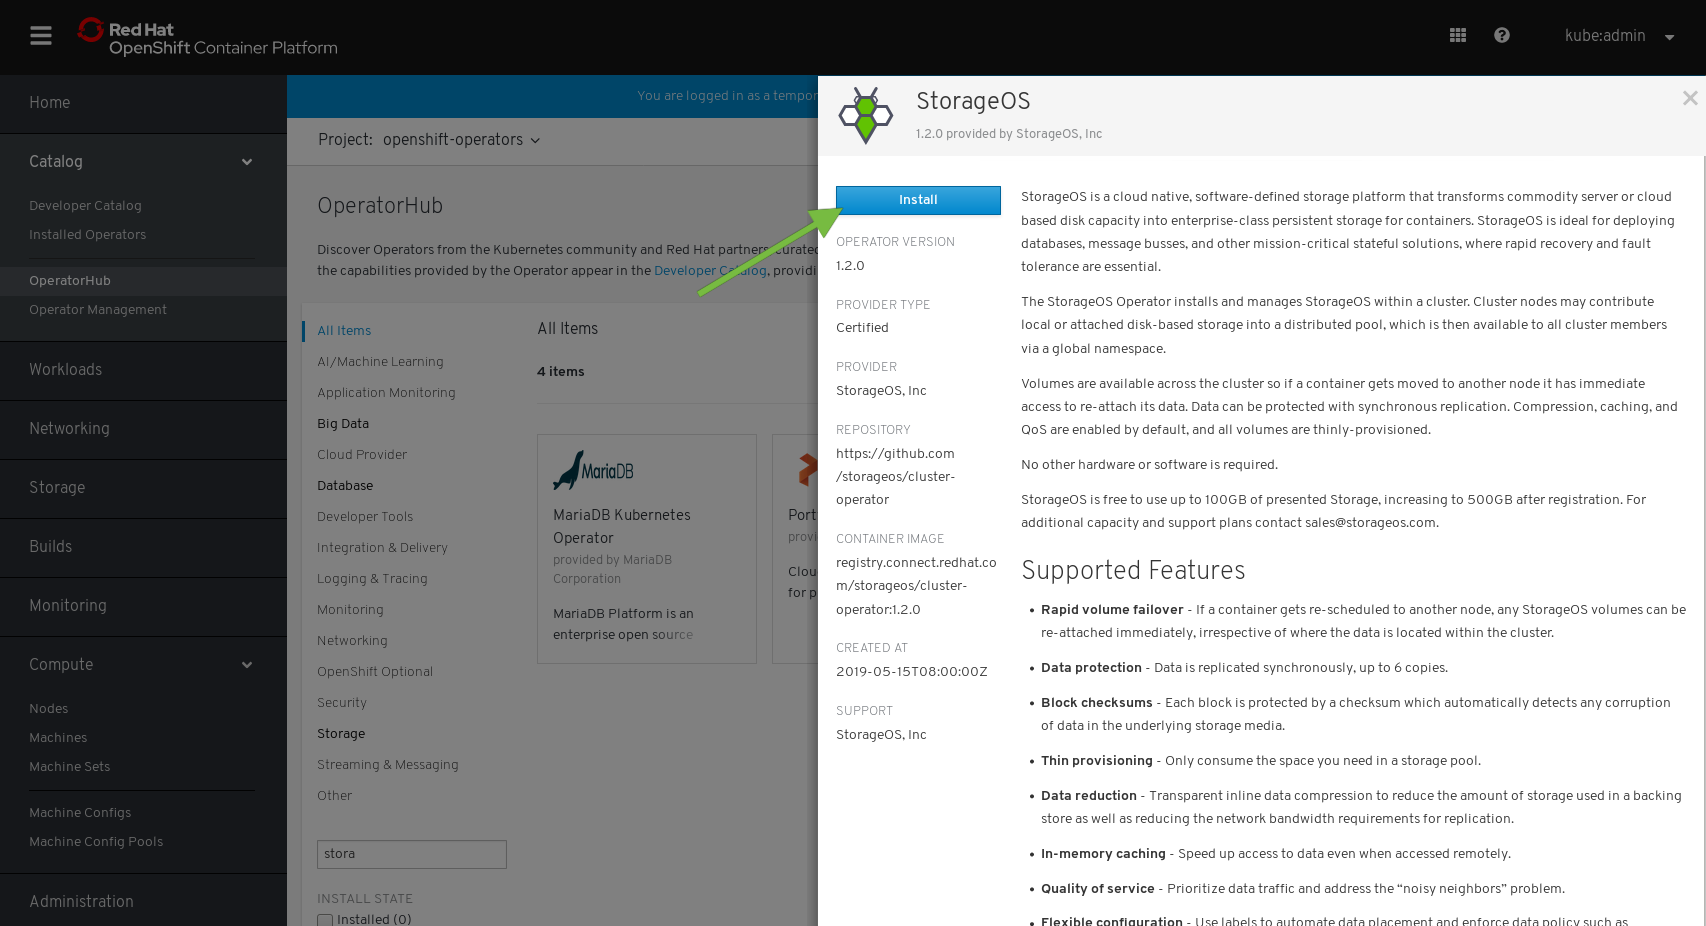 Red Hat
OpenShift Container Platform
kube:admin
Home
Catalog
Developer Catalog
Installed Operators
OperatorHub
Operator Management
Workloads
Networking
Storage
Builds
Monitoring
Compute
Nodes
Machines
Machine Sets
Machine Configs
Machine Config Pools
Administration
You are logged in as a tempor
Project: openshift-operators
OperatorHub
Discover Operators from the Kubernetes community and Red Hat partners, curated
the capabilities provided by the Operator appear in the Developer Catalog, providi
All Items
AI/Machine Learning
Application Monitoring
Big Data
Cloud Provider
Database
Developer Tools
Integration & Delivery
Logging & Tracing
Monitoring
Networking
OpenShift Optional
Security
Storage
Streaming & Messaging
Other
stora
INSTALL STATE
Installed (0)
All Items
4 items
MariaDB
MariaDB Kubernetes
Operator
provided by MariaDB
Corporation
MariaDB Platform is an
enterprise open source
Port
provi
Clou
for p
StorageOS
1.2.0 provided by StorageOS, Inc
Install
OPERATOR VERSION
1.2.0
PROVIDER TYPE
Certified
PROVIDER
StorageOS, Inc
REPOSITORY
https://github.com
/storageos/cluster-
operator
CONTAINER IMAGE
registry.connect.redhat.co
m/storageos/cluster-
operator:1.2.0
CREATED AT
2019-05-15T08:00:00Z
SUPPORT
StorageOS, Inc
StorageOS is a cloud native, software-defined storage platform that transforms commodity server or cloud
based disk capacity into enterprise-class persistent storage for containers. StorageOS is ideal for deploying
databases, message busses, and other mission-critical stateful solutions, where rapid recovery and fault
tolerance are essential.
The StorageOS Operator installs and manages StorageOS within a cluster. Cluster nodes may contribute
local or attached disk-based storage into a distributed pool, which is then available to all cluster members
via a global namespace.
Volumes are available across the cluster so if a container gets moved to another node it has immediate
access to re-attach its data. Data can be protected with synchronous replication. Compression, caching, and
QoS are enabled by default, and all volumes are thinly-provisioned.
No other hardware or software is required.
StorageOS is free to use up to 100GB of presented Storage, increasing to 500GB after registration. For
additional capacity and support plans contact sales@storageos.com.
Supported Features
• Rapid volume failover - If a container gets re-scheduled to another node, any StorageOS volumes can be
re-attached immediately, irrespective of where the data is located within the cluster.
• Data protection - Data is replicated synchronously, up to 6 copies.
• Block checksums - Each block is protected by a checksum which automatically detects any corruption
of data in the underlying storage media.
• Thin provisioning - Only consume the space you need in a storage pool.
• Data reduction - Transparent inline data compression to reduce the amount of storage used in a backing
store as well as reducing the network bandwidth requirements for replication.
• In-memory caching - Speed up access to data even when accessed remotely.
• Quality of service - Prioritize data traffic and address the “noisy neighbors” problem.
• Flexible configuration - Use labels to automate data placement and enforce data policy such as